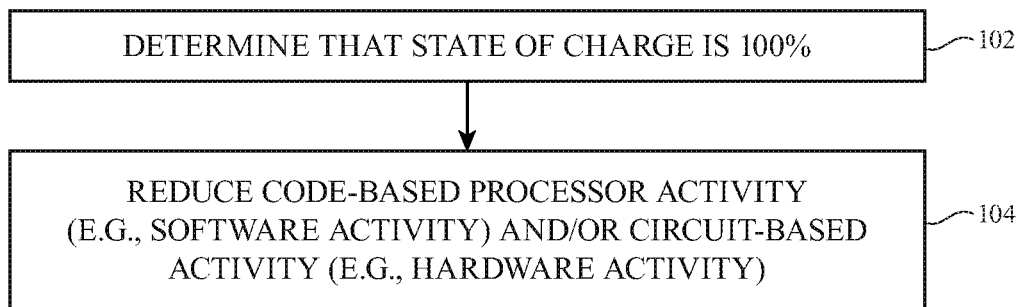 DETERMINE THAT STATE OF CHARGE IS 100%
102
REDUCE CODE-BASED PROCESSOR ACTIVITY
(E.G., SOFTWARE ACTIVITY) AND/OR CIRCUIT-BASED
ACTIVITY (E.G., HARDWARE ACTIVITY)
104